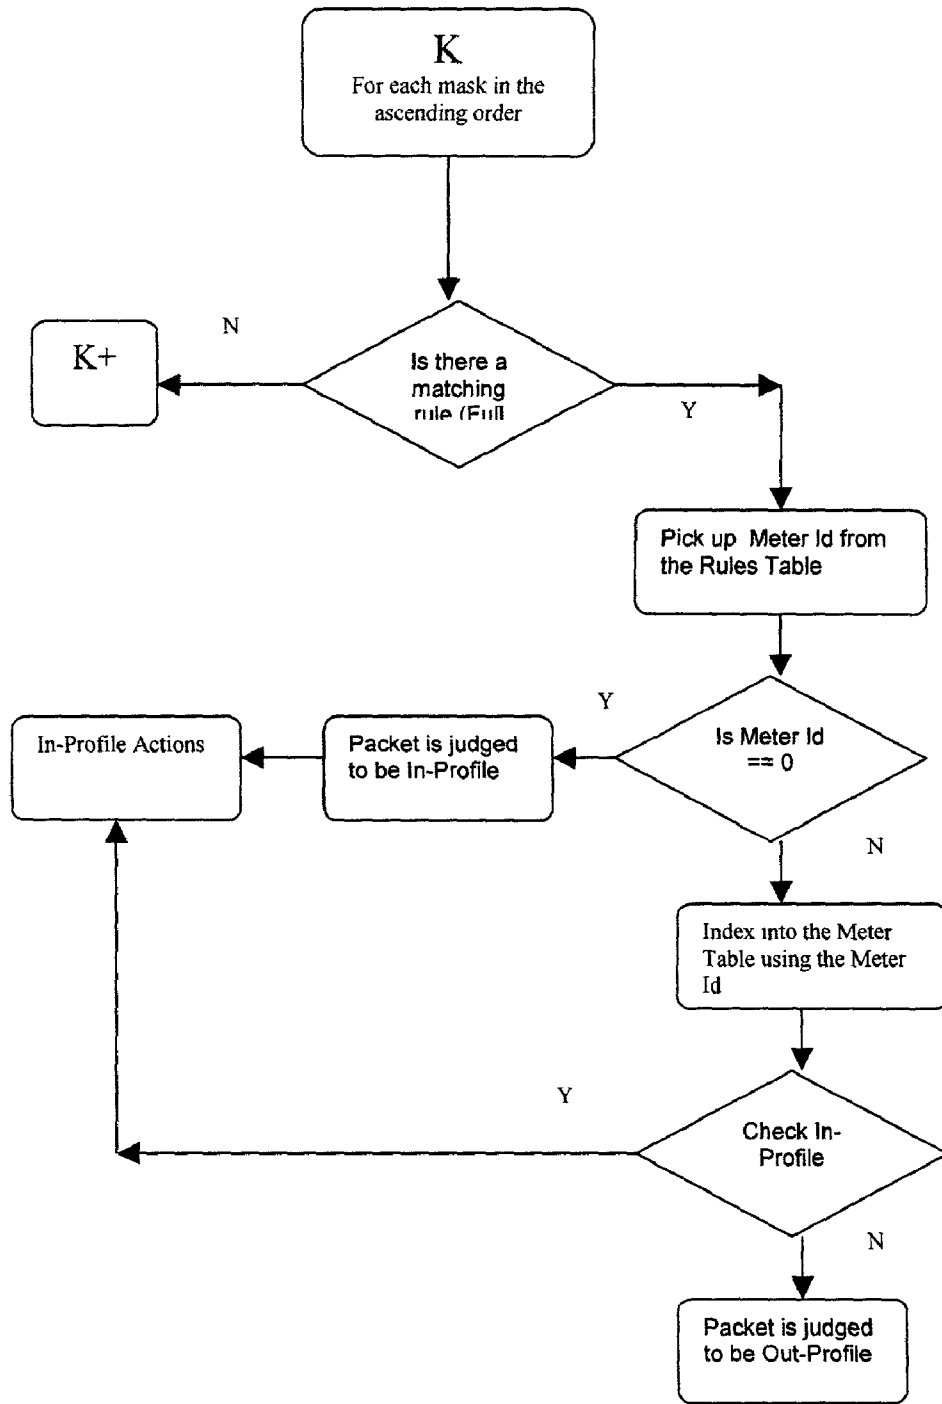 K
For each mask in the
ascending order
N
K+
Is there a
matching
rule (Full
Y
Pick up Meter Id from
the Rules Table
Y
In-Profile Actions
Packet is judged
to be In-Profile
Is Meter Id
== 0
N
Index into the Meter
Table using the Meter
Id
Y
Check In-
Profile
N
Packet is judged
to be Out-Profile